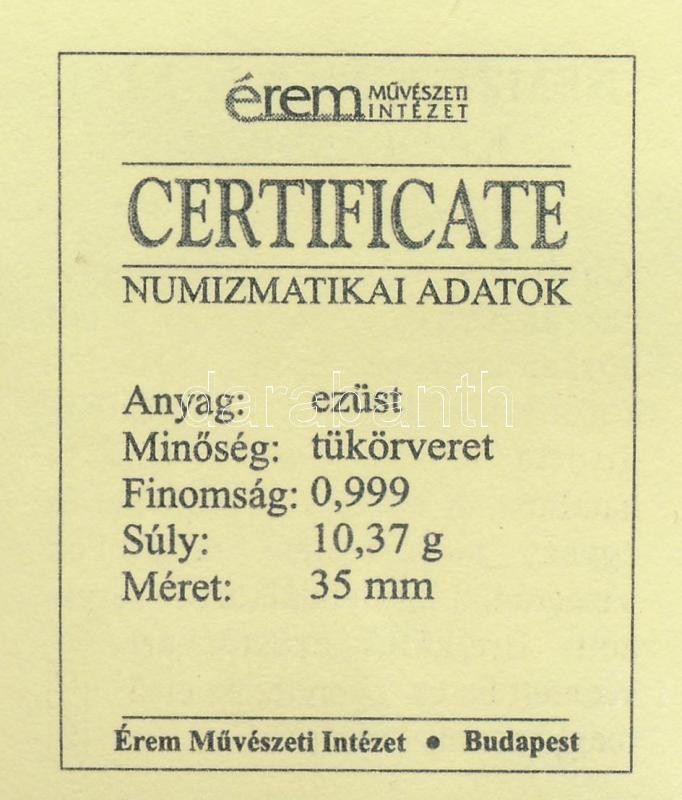 érem MŰVÉSZETI
INTÉZET
CERTIFICATE
NUMIZMATIKAI ADATOK
Anyag: ezüst
darabanth
Minőség: tükörveret
Finomság: 0,999
Súly: 10,37 g
Méret: 35 mm
Érem Művészeti Intézet • Budapest